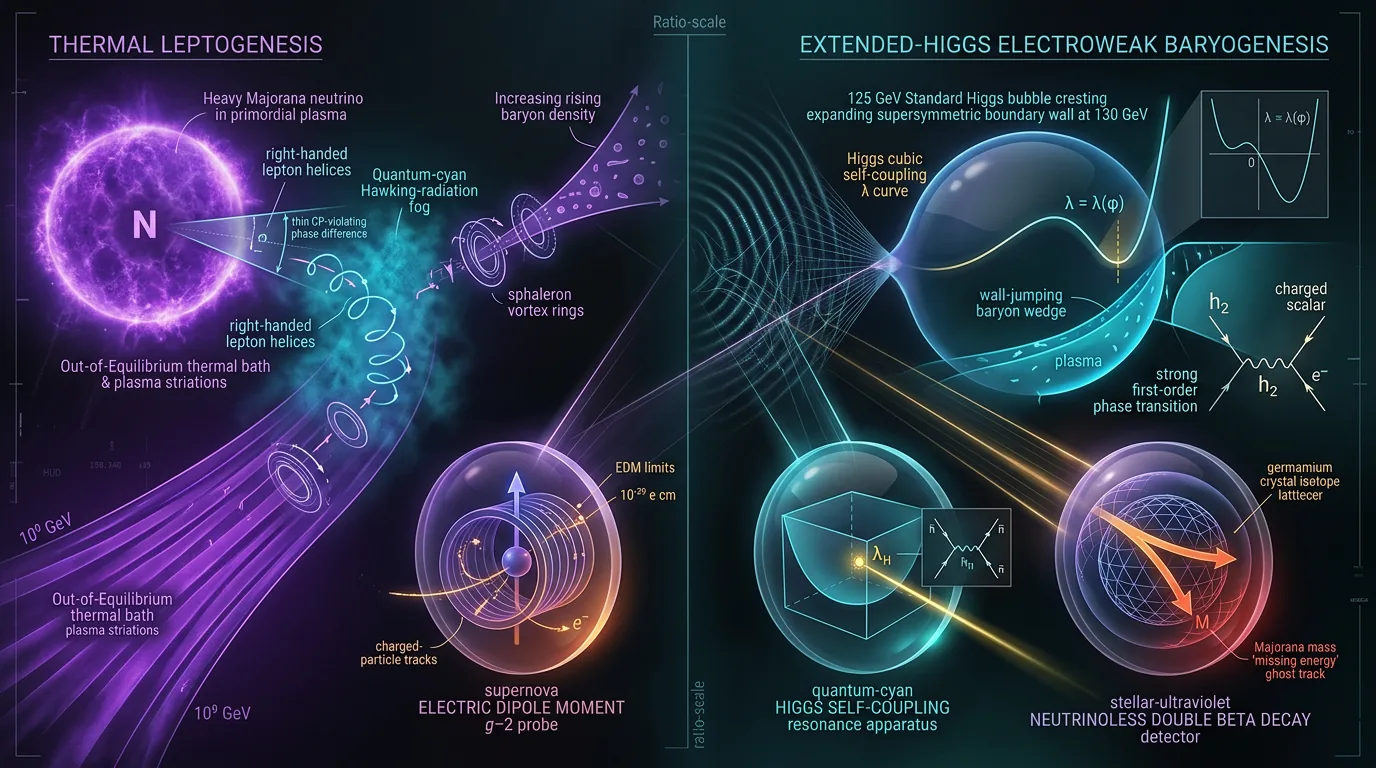 Ratio-scale
THERMAL LEPTOGENESIS
Heavy Majorana neutrino
in primordial plasma
N
right-handed
lepton helices
thin CP-violating
phase difference
Quantum-cyan
Hawking-radiation
fog
Increasing rising
baryon density
sphaleron
vortex rings
right-handed
lepton helices
Out-of-Equilibrium thermal bath
& plasma striations
HUD
10⁰ GeV
Out-of-Equilibrium
thermal bath
plasma striations
10⁹ GeV
EDM limits
10⁻²⁹ e cm
e⁻
charged-
particle tracks
supernova
ELECTRIC DIPOLE MOMENT
g–2 probe
EXTENDED-HIGGS ELECTROWEAK BARYOGENESIS
125 GeV Standard Higgs bubble cresting
expanding supersymmetric boundary wall at 130 GeV
Higgs cubic
self-coupling
λ curve
λ = λ(φ)
λ = λ(φ)
0
wall-jumping
baryon wedge
plasma
strong
first-order
phase transition
h₂
charged
scalar
h₂
e⁻
λH
ñ
n̄
n̄
quantum-cyan
HIGGS SELF-COUPLING
resonance apparatus
germamium
crystal isetope
lattlecer
M
Majorana mass
'missing energy'
ghost track
stellar-ultraviolet
NEUTRINOLESS DOUBLE BETA DECAY
detector
ratio-scale